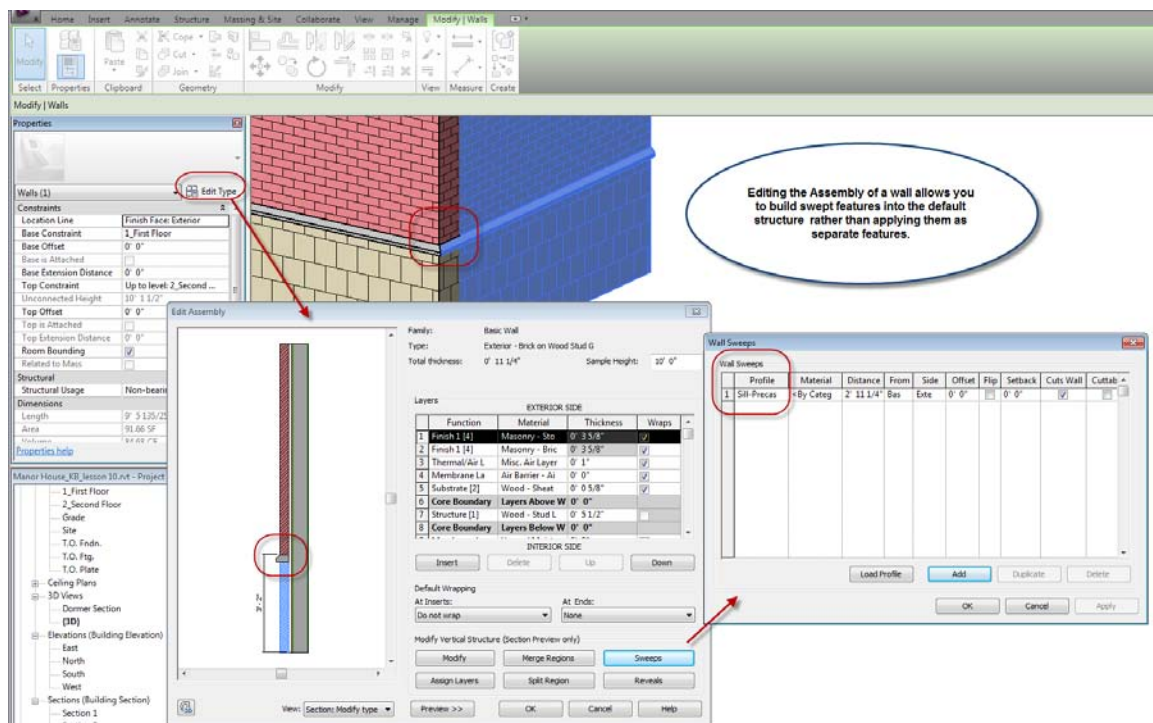 Home Insert Annotate Structure Massing & Site Collaborate View Manage Modify | Walls
Cope
Modify Paste Cut
Join
Select Properties Clipboard Geometry Modify View Measure Create
Modify | Walls
Properties
Walls (1) Edit Type
Constraints
Location Line Finish Face: Exterior
Base Constraint 1_First Floor
Base Offset 0' 0"
Base is Attached
Base Extension Distance 0' 0"
Top Constraint Up to level: 2_Second ...
Unconnected Height 10' 1 1/2"
Top Offset 0' 0"
Top is Attached
Top Extension Distance 0' 0"
Room Bounding
Related to Mass
Structural
Structural Usage Non-bearin
Dimensions
Length 9' 5 135/25
Area 91.66 SF
Properties help
Manor House_KB_lesson 10.rvt - Project
1_First Floor
2_Second Floor
Grade
Site
T.O. Fndn.
T.O. Ftg.
T.O. Plate
Ceiling Plans
3D Views
Dormer Section
(3D)
Elevations (Building Elevation)
East
North
South
West
Sections (Building Section)
Section 1
Editing the Assembly of a wall allows you
to build swept features into the default
structure rather than applying them as
separate features.
Edit Assembly
Family: Basic Wall
Type: Exterior - Brick on Wood Stud G
Total thickness: 0' 11 1/4" Sample Height: 10' 0"
Layers
EXTERIOR SIDE
Function Material Thickness Wraps
1 Finish 1 [4] Masonry - Sto 0' 3 5/8"
2 Finish 1 [4] Masonry - Bric 0' 3 5/8"
3 Thermal/Air L Misc. Air Layer 0' 1"
4 Membrane La Air Barrier - Ai 0' 0"
5 Substrate [2] Wood - Sheat 0' 0 5/8"
6 Core Boundary Layers Above W 0' 0"
7 Structure [1] Wood - Stud L 0' 5 1/2"
8 Core Boundary Layers Below W 0' 0"
INTERIOR SIDE
Insert Delete Up Down
Default Wrapping
At Inserts: At Ends:
Do not wrap None
Modify Vertical Structure (Section Preview only)
Modify Merge Regions Sweeps
Assign Layers Split Region Reveals
View: Section: Modify type Preview >> OK Cancel Help
Wall Sweeps
Wall Sweeps
Profile Material Distance From Side Offset Flip Setback Cuts Wall Cuttab
1 Sill-Precas <By Categ 2' 11 1/4" Bas Exte 0' 0" 0' 0"
Load Profile Add Duplicate Delete
OK Cancel Apply